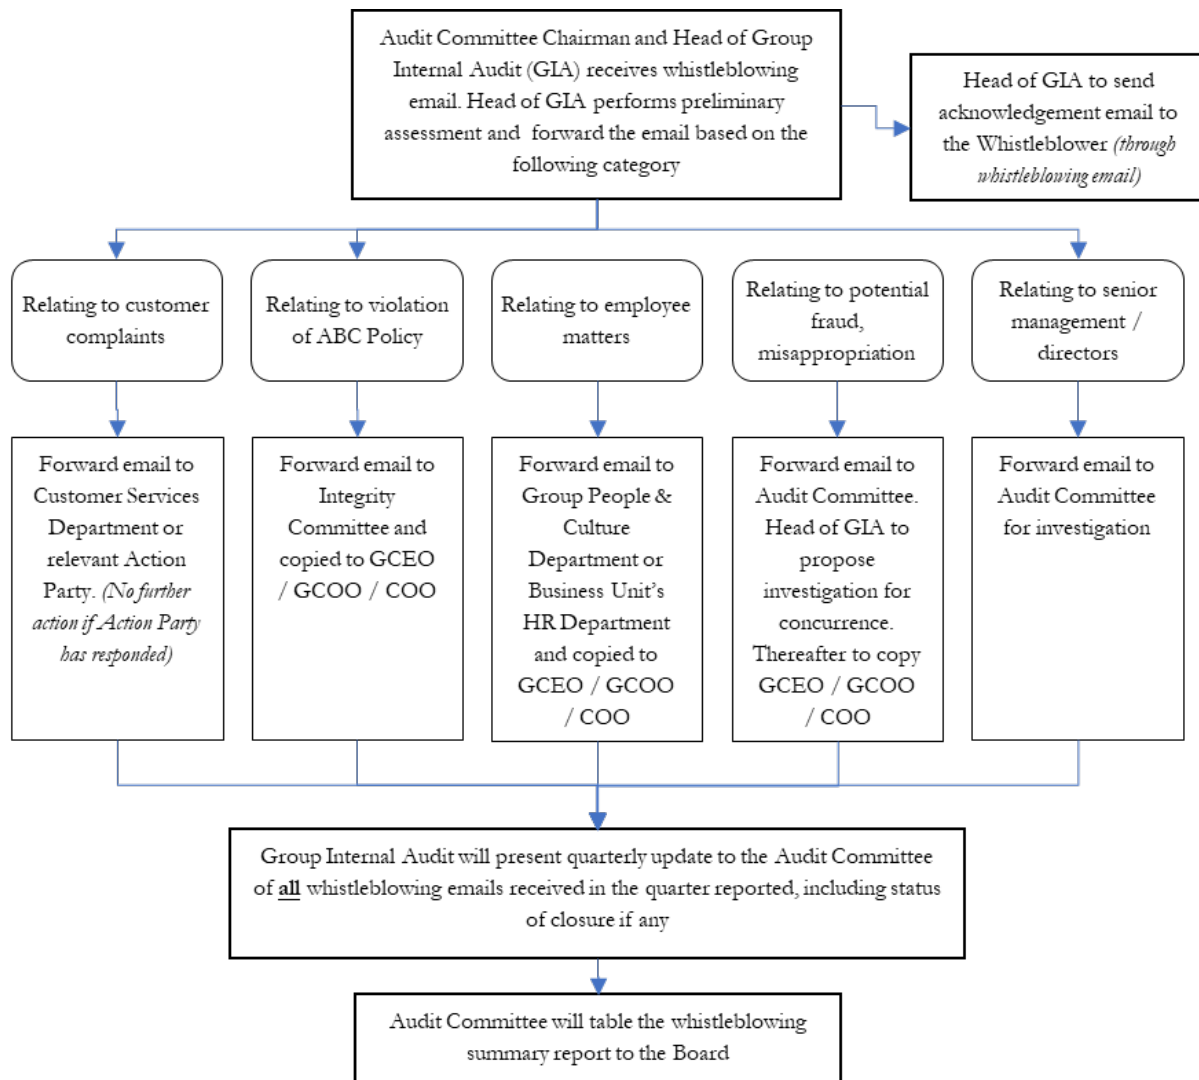 Audit Committee Chairman and Head of Group
Internal Audit (GIA) receives whistleblowing
email. Head of GIA performs preliminary
assessment and forward the email based on the
following category
Head of GIA to send
acknowledgement email to
the Whistleblower (through
whistleblowing email)
Relating to customer
complaints
Relating to violation
of ABC Policy
Relating to employee
matters
Relating to potential
fraud,
misappropriation
Relating to senior
management /
directors
Forward email to
Customer Services
Department or
relevant Action
Party. (No further
action if Action Party
has responded)
Forward email to
Integrity
Committee and
copied to GCEO
/ GCOO / COO
Forward email to
Group People &
Culture
Department or
Business Unit's
HR Department
and copied to
GCEO / GCOO
/ COO
Forward email to
Audit Committee.
Head of GIA to
propose
investigation for
concurrence.
Thereafter to copy
GCEO / GCOO
/ COO
Forward email to
Audit Committee
for investigation
Group Internal Audit will present quarterly update to the Audit Committee
of all whistleblowing emails received in the quarter reported, including status
of closure if any
Audit Committee will table the whistleblowing
summary report to the Board